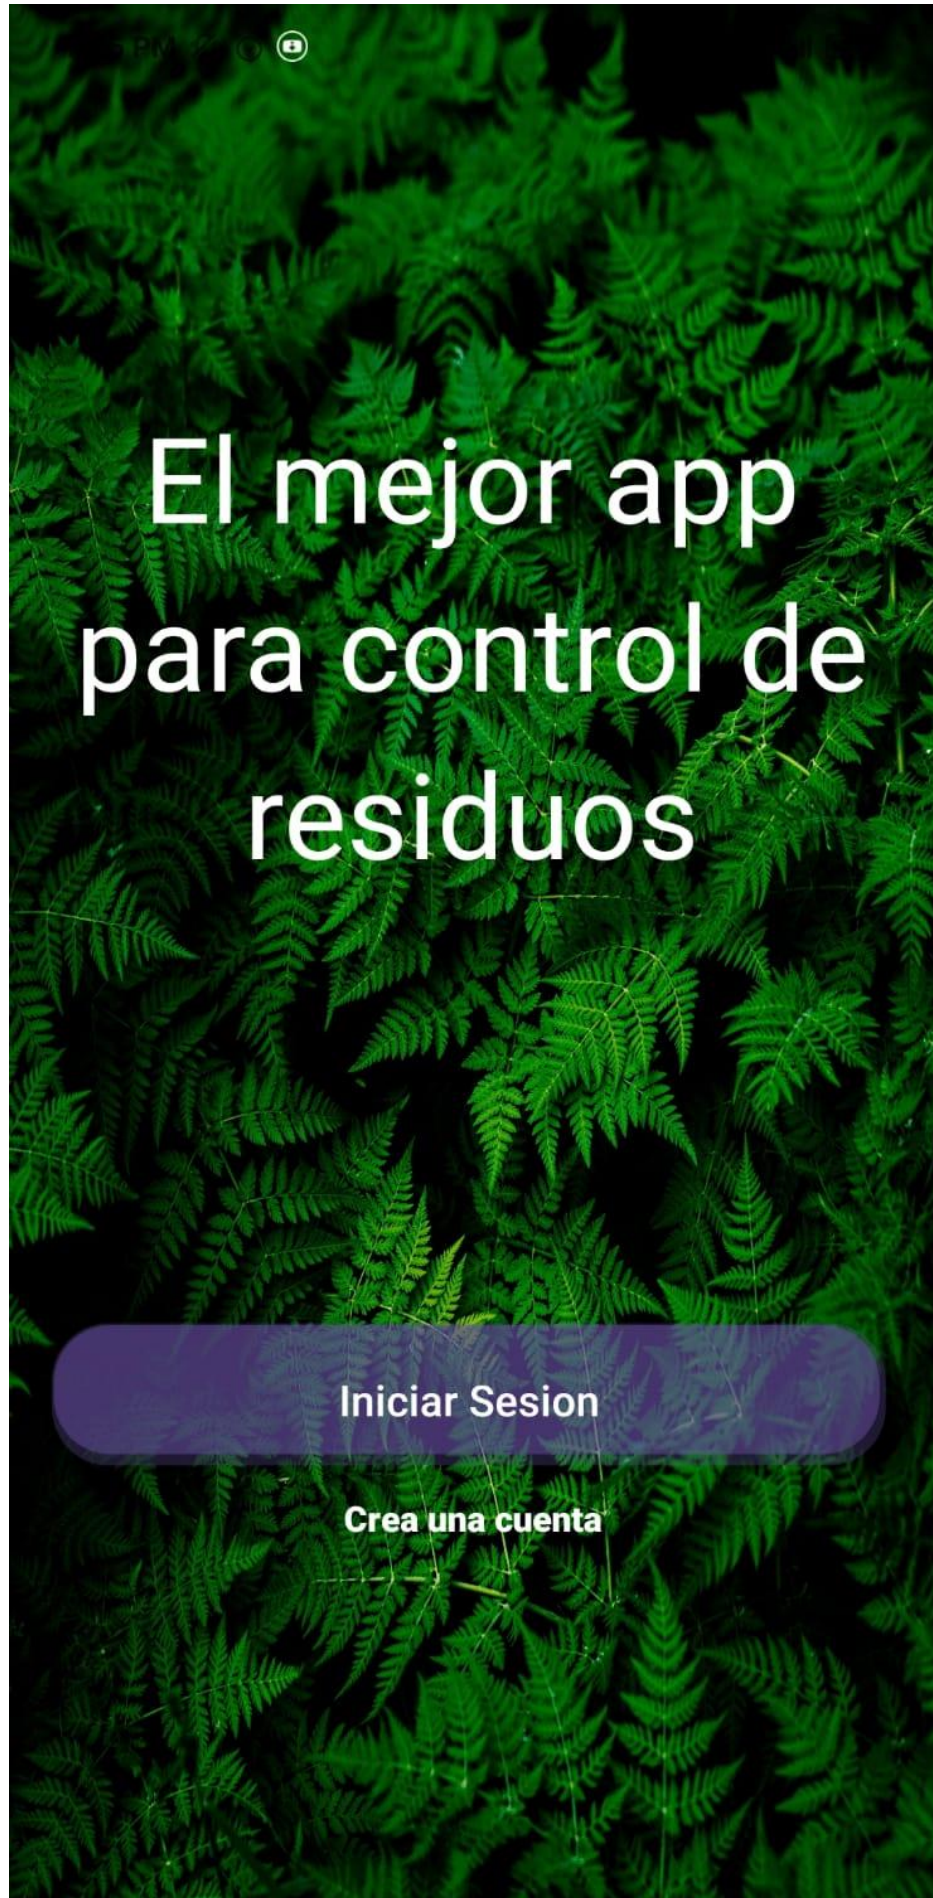 El mejor app
para control de
residuos
Iniciar Sesion
Crea una cuenta